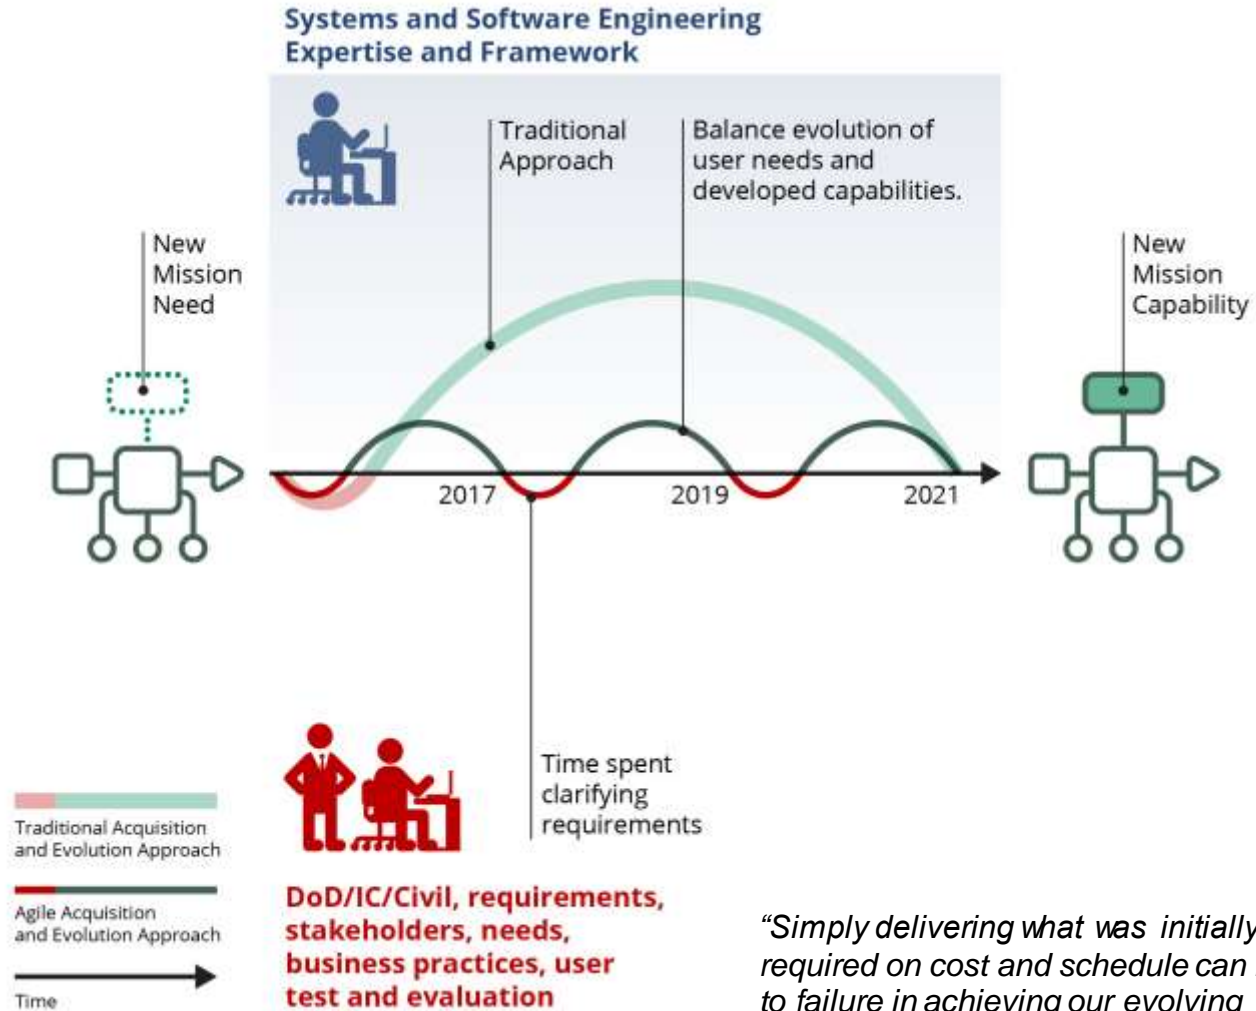 Systems and Software Engineering
Expertise and Framework
Traditional
Approach
Balance evolution of
user needs and
developed capabilities.
New
Mission
Need
New
Mission
Capability
2017
2019
2021
Time spent
clarifying
requirements
Traditional Acquisition
and Evolution Approach
Agile Acquisition
and Evolution Approach
Time
DoD/IC/Civil, requirements,
stakeholders, needs,
business practices, user
test and evaluation
“Simply delivering what was initially
required on cost and schedule can
to failure in achieving our evolving